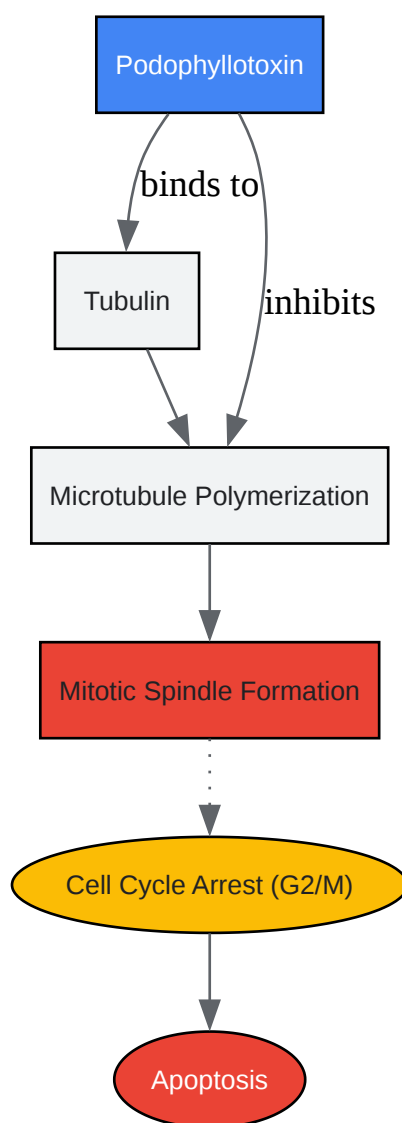 Podophyllotoxin
binds to
Tubulin
inhibits
Microtubule Polymerization
Mitotic Spindle Formation
Cell Cycle Arrest (G2/M)
Apoptosis